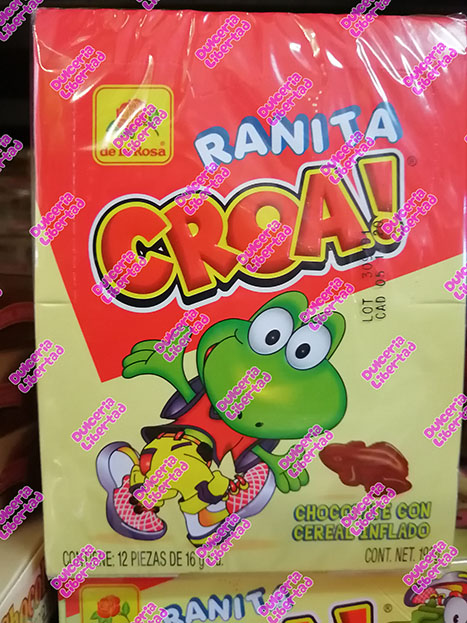 de la Rosa
RANITA
CROA!
LOT
CAD 05
CHOCOLATE CON
CEREAL INFLADO
CONTIENE: 12 PIEZAS DE 16 g
CONT. NET.
RANITA
Dulcería
Libertad